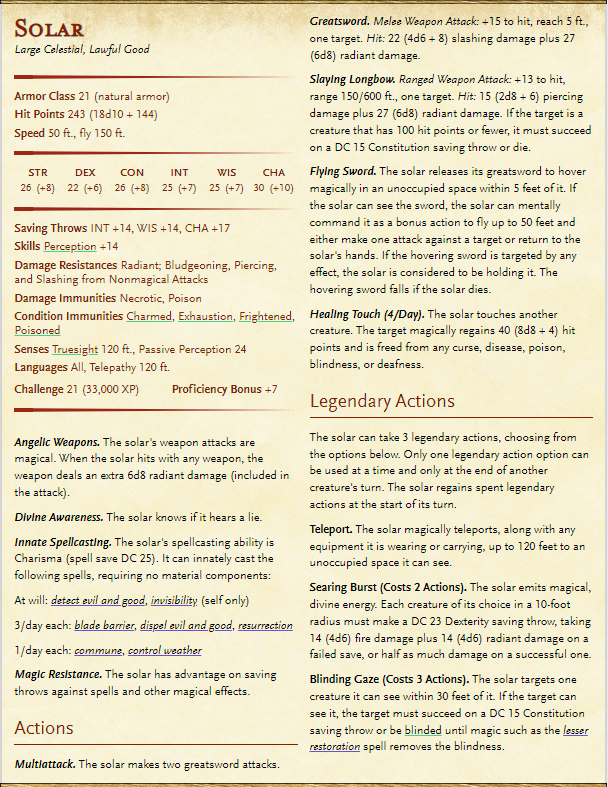 Solar
Large Celestial, Lawful Good
Armor Class 21 (natural armor)
Hit Points 243 (18d10 + 144)
Speed 50 ft., fly 150 ft.
STR DEX CON INT WIS CHA
26 (+8) 22 (+6) 26 (+8) 25 (+7) 25 (+7) 30 (+10)
Saving Throws INT +14, WIS +14, CHA +17
Skills Perception +14
Damage Resistances Radiant; Bludgeoning, Piercing,
and Slashing from Nonmagical Attacks
Damage Immunities Necrotic, Poison
Condition Immunities Charmed, Exhaustion, Frightened,
Poisoned
Senses Truesight 120 ft., Passive Perception 24
Languages All, Telepathy 120 ft.
Challenge 21 (33,000 XP) Proficiency Bonus +7
Angelic Weapons. The solar's weapon attacks are
magical. When the solar hits with any weapon, the
weapon deals an extra 6d8 radiant damage (included in
the attack).
Divine Awareness. The solar knows if it hears a lie.
Innate Spellcasting. The solar's spellcasting ability is
Charisma (spell save DC 25). It can innately cast the
following spells, requiring no material components:
At will: detect evil and good, invisibility (self only)
3/day each: blade barrier, dispel evil and good, resurrection
1/day each: commune, control weather
Magic Resistance. The solar has advantage on saving
throws against spells and other magical effects.
Actions
Multiattack. The solar makes two greatsword attacks.
Greatsword. Melee Weapon Attack: +15 to hit, reach 5 ft.,
one target. Hit: 22 (4d6 + 8) slashing damage plus 27
(6d8) radiant damage.
Slaying Longbow. Ranged Weapon Attack: +13 to hit,
range 150/600 ft., one target. Hit: 15 (2d8 + 6) piercing
damage plus 27 (6d8) radiant damage. If the target is a
creature that has 100 hit points or fewer, it must succeed
on a DC 15 Constitution saving throw or die.
Flying Sword. The solar releases its greatsword to hover
magically in an unoccupied space within 5 feet of it. If
the solar can see the sword, the solar can mentally
command it as a bonus action to fly up to 50 feet and
either make one attack against a target or return to the
solar's hands. If the hovering sword is targeted by any
effect, the solar is considered to be holding it. The
hovering sword falls if the solar dies.
Healing Touch (4/Day). The solar touches another
creature. The target magically regains 40 (8d8 + 4) hit
points and is freed from any curse, disease, poison,
blindness, or deafness.
Legendary Actions
The solar can take 3 legendary actions, choosing from
the options below. Only one legendary action option can
be used at a time and only at the end of another
creature's turn. The solar regains spent legendary
actions at the start of its turn.
Teleport. The solar magically teleports, along with any
equipment it is wearing or carrying, up to 120 feet to an
unoccupied space it can see.
Searing Burst (Costs 2 Actions). The solar emits magical,
divine energy. Each creature of its choice in a 10-foot
radius must make a DC 23 Dexterity saving throw, taking
14 (4d6) fire damage plus 14 (4d6) radiant damage on a
failed save, or half as much damage on a successful one.
Blinding Gaze (Costs 3 Actions). The solar targets one
creature it can see within 30 feet of it. If the target can
see it, the target must succeed on a DC 15 Constitution
saving throw or be blinded until magic such as the lesser
restoration spell removes the blindness.